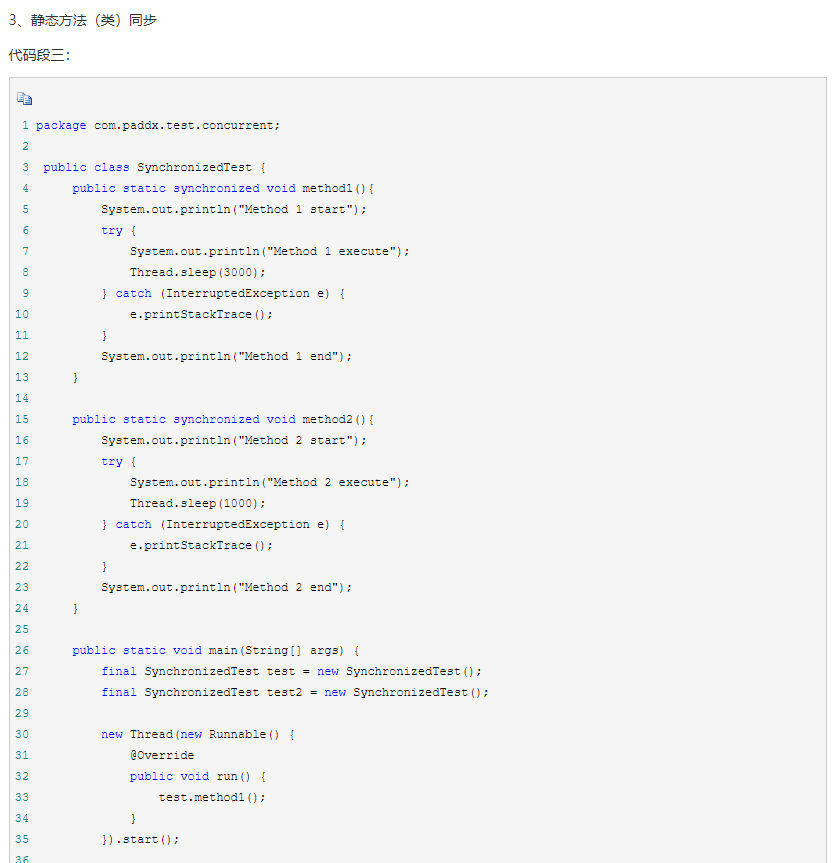 3、静态方法（类）同步
代码段三：
1 package com.paddx.test.concurrent;
2
3  public class SynchronizedTest {
4      public static synchronized void method1(){
5          System.out.println("Method 1 start");
6          try {
7              System.out.println("Method 1 execute");
8              Thread.sleep(3000);
9          } catch (InterruptedException e) {
10              e.printStackTrace();
11          }
12          System.out.println("Method 1 end");
13      }
14
15      public static synchronized void method2(){
16          System.out.println("Method 2 start");
17          try {
18              System.out.println("Method 2 execute");
19              Thread.sleep(1000);
20          } catch (InterruptedException e) {
21              e.printStackTrace();
22          }
23          System.out.println("Method 2 end");
24      }
25
26      public static void main(String[] args) {
27          final SynchronizedTest test = new SynchronizedTest();
28          final SynchronizedTest test2 = new SynchronizedTest();
29
30          new Thread(new Runnable() {
31              @Override
32              public void run() {
33                  test.method1();
34              }
35          }).start();
36